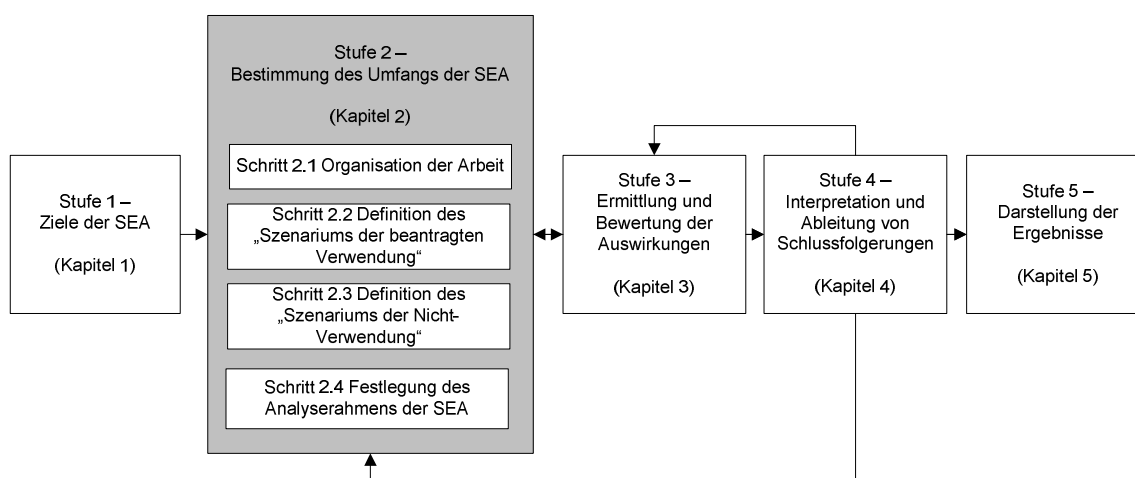 Stufe 1 –
Ziele der SEA
(Kapitel 1)
Stufe 2 –
Bestimmung des Umfangs der SEA
(Kapitel 2)
Schritt 2.1 Organisation der Arbeit
Schritt 2.2 Definition des
„Szenariums der beantragten
Verwendung“
Schritt 2.3 Definition des
„Szenariums der Nicht-
Verwendung“
Schritt 2.4 Festlegung des
Analyserahmens der SEA
Stufe 3 –
Ermittlung und
Bewertung der
Auswirkungen
(Kapitel 3)
Stufe 4 –
Interpretation und
Ableitung von
Schlussfolgerungen
(Kapitel 4)
Stufe 5 –
Darstellung der
Ergebnisse
(Kapitel 5)